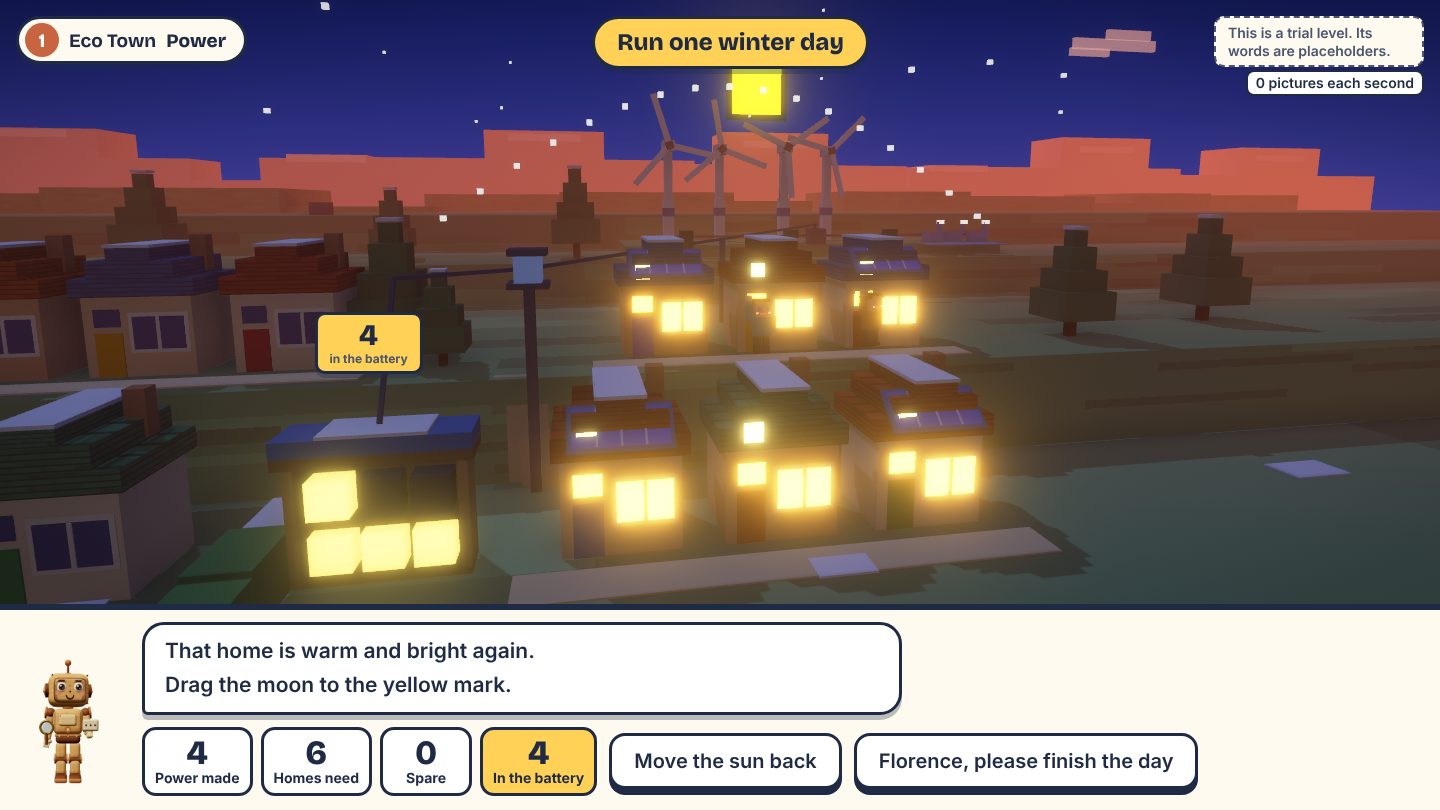 1 Eco Town Power
Run one winter day
This is a trial level. Its
words are placeholders.
0 pictures each second
4
in the battery
That home is warm and bright again.
Drag the moon to the yellow mark.
4
Power made
6
Homes need
0
Spare
4
In the battery
Move the sun back
Florence, please finish the day